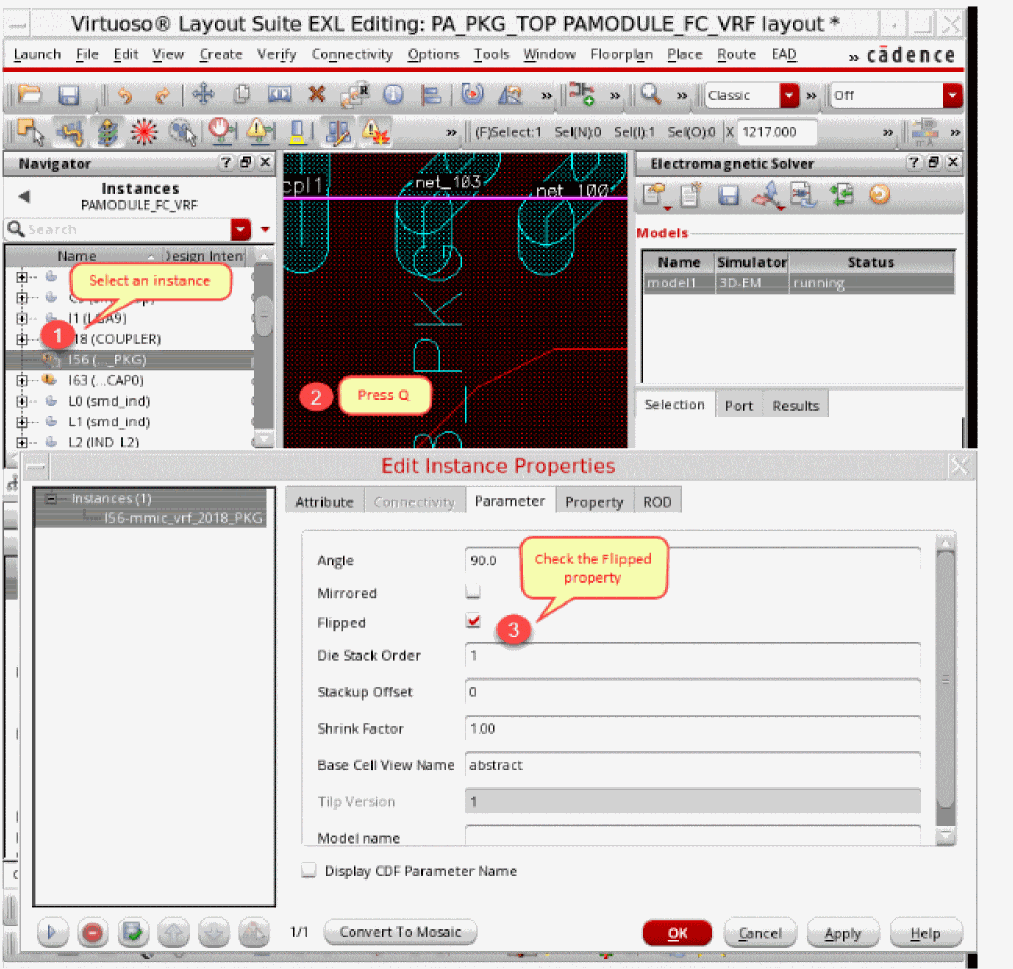 Virtuoso® Layout Suite EXL Editing: PA_PKG_TOP PAMODULE_FC_VRF layout *
Launch File Edit View Create Verify Connectivity Options Tools Window Floorplan Place Route EAD » cādence
» » » Classic » Off
» (F)Select:1 Sel(N):0 Sel(I):1 Sel(O):0 X 1217.000 » »
Navigator ? X
Instances
PAMODULE_FC_VRF
Search
Name
Select an instance
I1 (LGA9)
1
18 (COUPLER)
I56 (..._PKG)
I63 (...CAP0)
L0 (smd_ind)
L1 (smd_ind)
L2 (IND_L2)
cpl1
net_103
net_100
PK
2
Press Q
Electromagnetic Solver ? X
Models
Name Simulator Status
model1 3D-EM running
Selection Port Results
Edit Instance Properties
Instances (1)
I56-mmic_vrf_2018_PKG
Attribute Connectivity Parameter Property ROD
Angle 90.0
Check the Flipped
property
Mirrored
Flipped
3
Die Stack Order 1
Stackup Offset 0
Shrink Factor 1.00
Base Cell View Name abstract
Tilp Version 1
Model name
Display CDF Parameter Name
1/1 Convert To Mosaic OK Cancel Apply Help